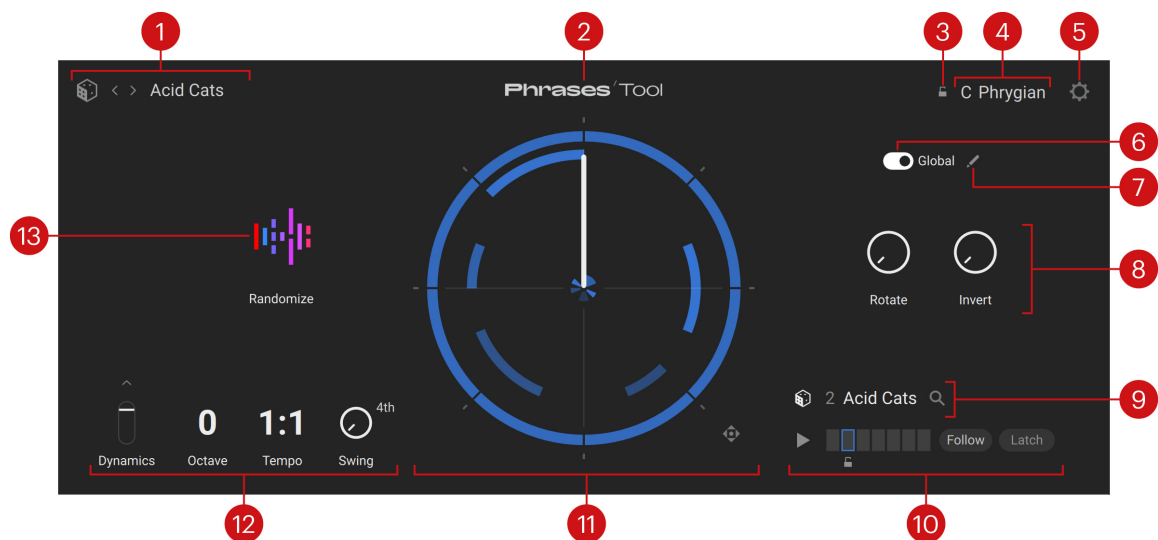 1
2
3
4
5
Acid Cats
Phrases'Tool
C Phrygian
6
Global
7
13
8
Randomize
Rotate
Invert
4th
2 Acid Cats
9
0
1:1
Follow
Latch
Dynamics
Octave
Tempo
Swing
12
11
10